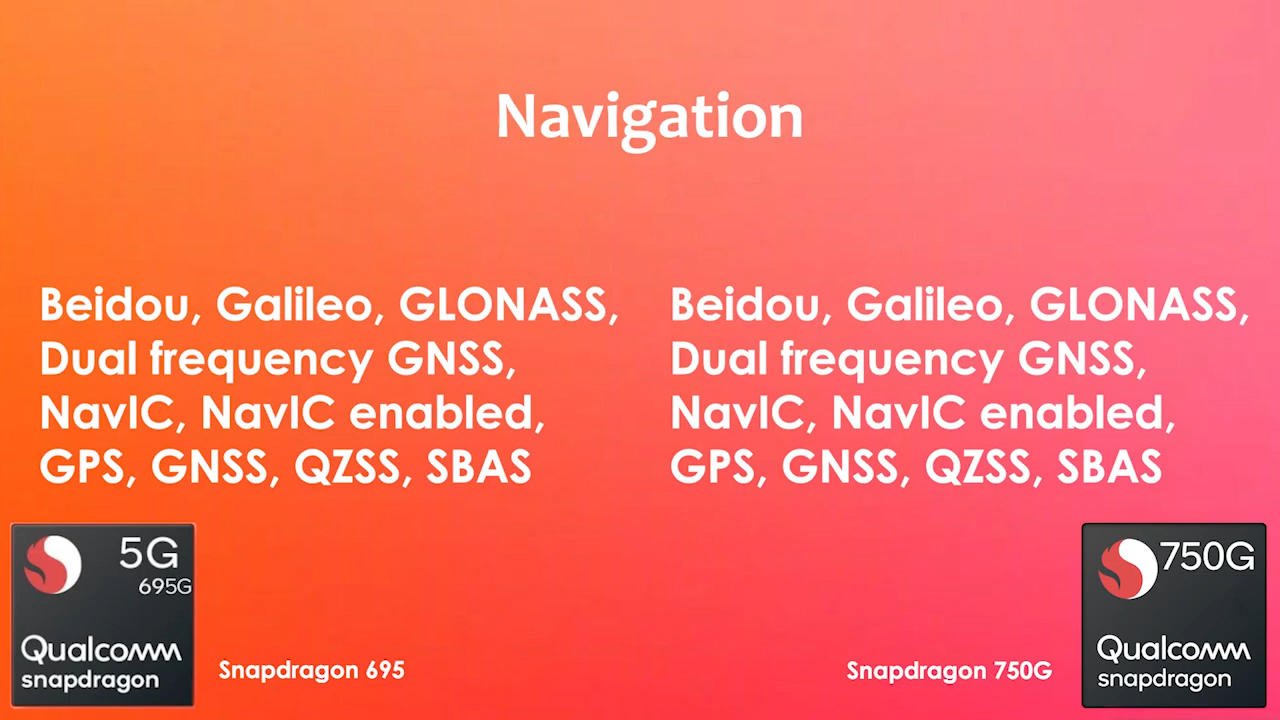 Navigation
Beidou, Galileo, GLONASS,
Dual frequency GNSS,
NavIC, NavIC enabled,
GPS, GNSS, QZSS, SBAS
Beidou, Galileo, GLONASS,
Dual frequency GNSS,
NavIC, NavIC enabled,
GPS, GNSS, QZSS, SBAS
5G
695G
Qualcomm
snapdragon
Snapdragon 695
Snapdragon 750G
750G
Qualcomm
snapdragon